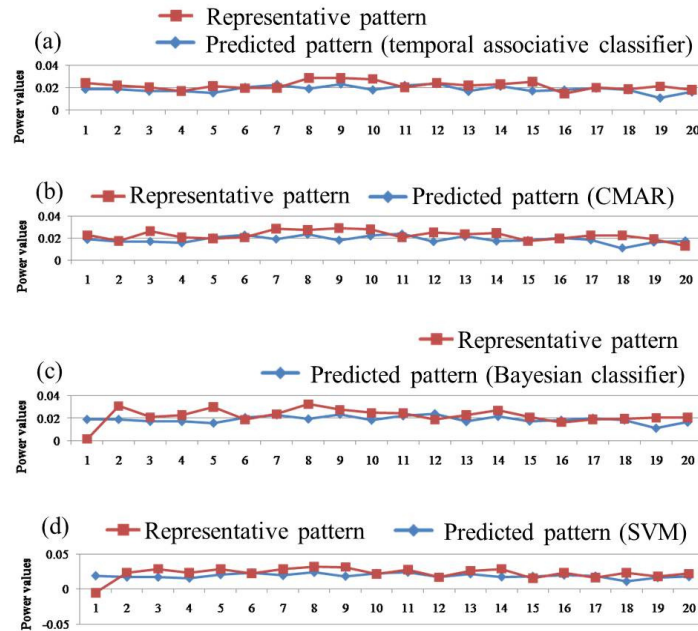 Representative pattern
(a)
Predicted pattern (temporal associative classifier)
0.04
0.02
0
Power values
1 2 3 4 5 6 7 8 9 10 11 12 13 14 15 16 17 18 19 20
(b)
Representative pattern Predicted pattern (CMAR)
0.04
0.02
0
Power values
1 2 3 4 5 6 7 8 9 10 11 12 13 14 15 16 17 18 19 20
Representative pattern
(c)
Predicted pattern (Bayesian classifier)
0.04
0.02
0
Power values
1 2 3 4 5 6 7 8 9 10 11 12 13 14 15 16 17 18 19 20
(d)
Representative pattern Predicted pattern (SVM)
0.05
0
-0.05
Power values
1 2 3 4 5 6 7 8 9 10 11 12 13 14 15 16 17 18 19 20